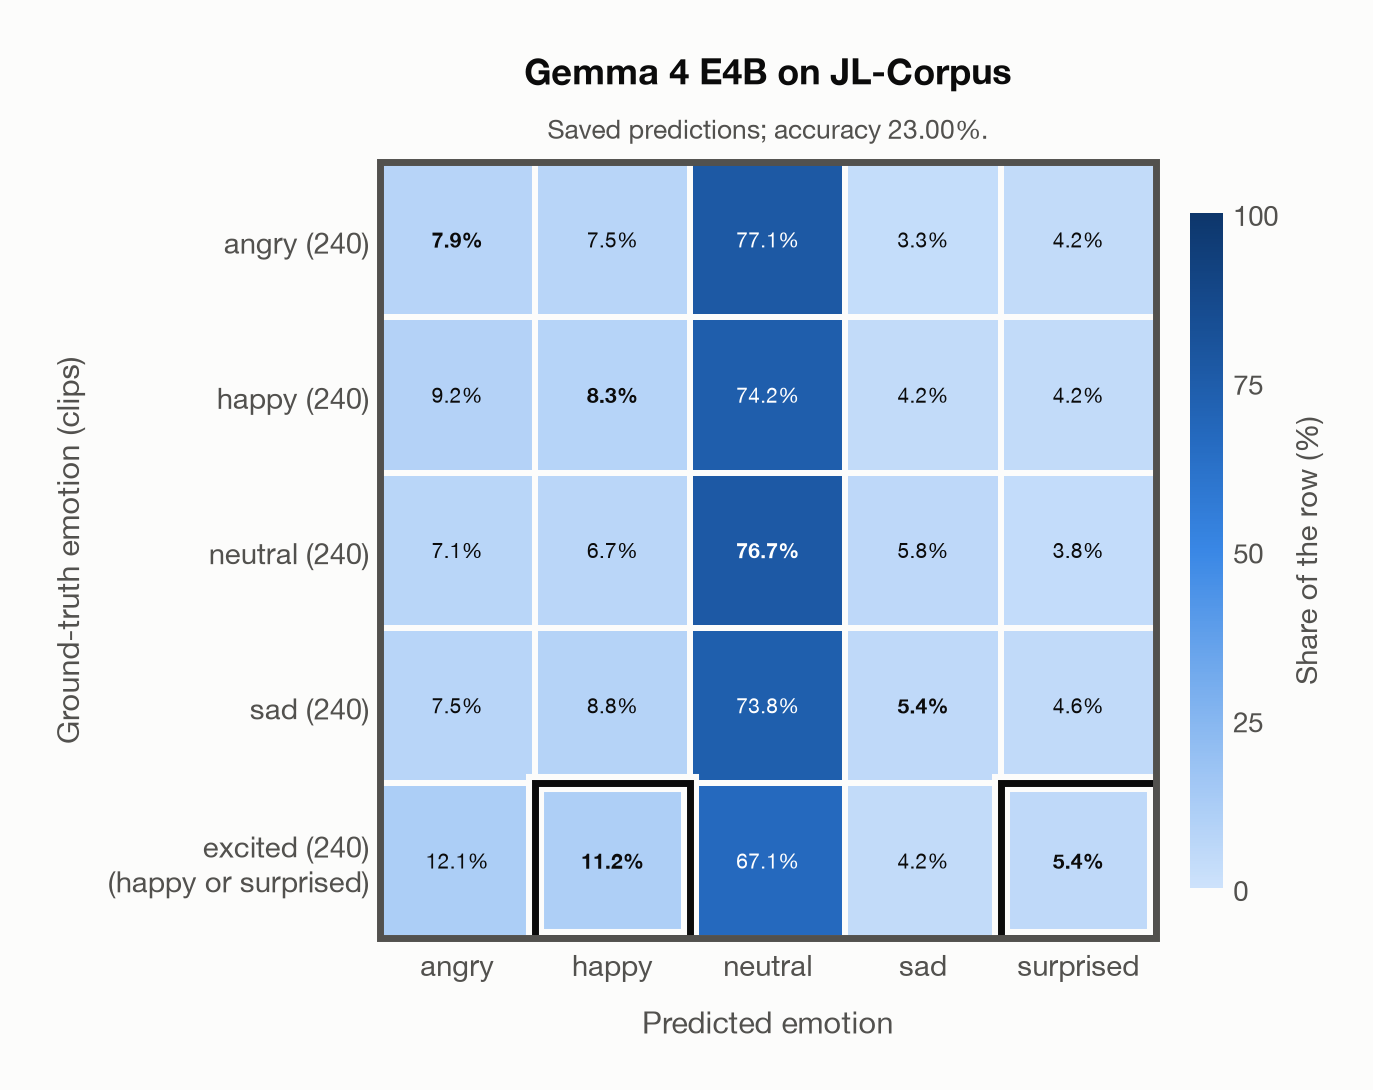 Gemma 4 E4B on JL-Corpus
Saved predictions; accuracy 23.00%.
Ground-truth emotion (clips)
angry (240) 7.9% 7.5% 77.1% 3.3% 4.2%
happy (240) 9.2% 8.3% 74.2% 4.2% 4.2%
neutral (240) 7.1% 6.7% 76.7% 5.8% 3.8%
sad (240) 7.5% 8.8% 73.8% 5.4% 4.6%
excited (240)
(happy or surprised) 12.1% 11.2% 67.1% 4.2% 5.4%
angry happy neutral sad surprised
Predicted emotion
100
75
50
25
0
Share of the row (%)